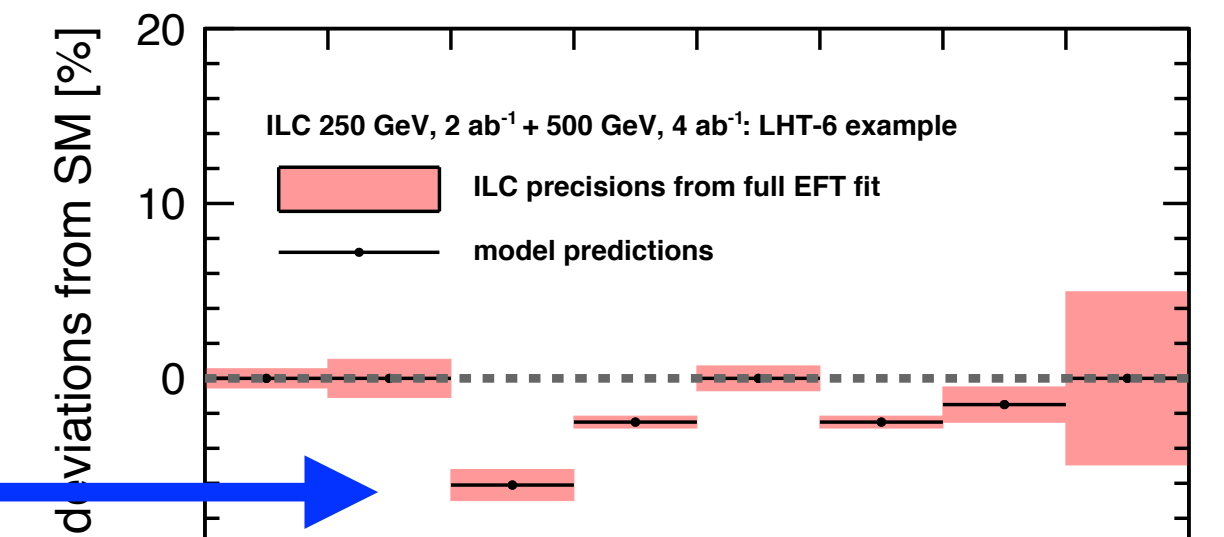 deviations from SM [%]
20
ILC 250 GeV, 2 ab⁻¹ + 500 GeV, 4 ab⁻¹: LHT-6 example
ILC precisions from full EFT fit
10
model predictions
0